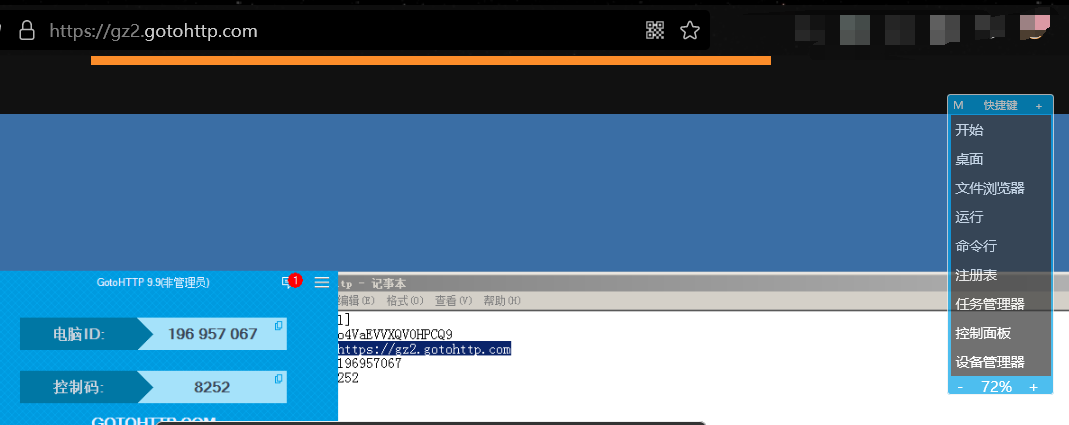 https://gz2.gotohttp.com
M 快捷键 +
开始
桌面
文件浏览器
运行
命令行
注册表
任务管理器
控制面板
设备管理器
- 72% +
GotoHTTP 9.9(非管理员)
1
电脑ID: 196 957 067
控制码: 8252
GOTOHTTP.COM
tp - 记事本
编辑(E) 格式(O) 查看(V) 帮助(H)
l]
o4VaEVVXQVOHPCQ9
https://gz2.gotohttp.com
196957067
252